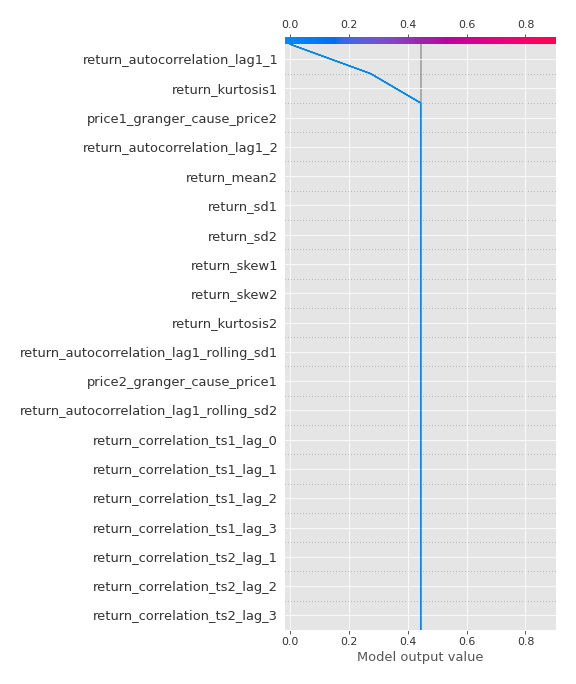 0.0 0.2 0.4 0.6 0.8
return_autocorrelation_lag1_1
return_kurtosis1
price1_granger_cause_price2
return_autocorrelation_lag1_2
return_mean2
return_sd1
return_sd2
return_skew1
return_skew2
return_kurtosis2
return_autocorrelation_lag1_rolling_sd1
price2_granger_cause_price1
return_autocorrelation_lag1_rolling_sd2
return_correlation_ts1_lag_0
return_correlation_ts1_lag_1
return_correlation_ts1_lag_2
return_correlation_ts1_lag_3
return_correlation_ts2_lag_1
return_correlation_ts2_lag_2
return_correlation_ts2_lag_3
0.0 0.2 0.4 0.6 0.8
Model output value